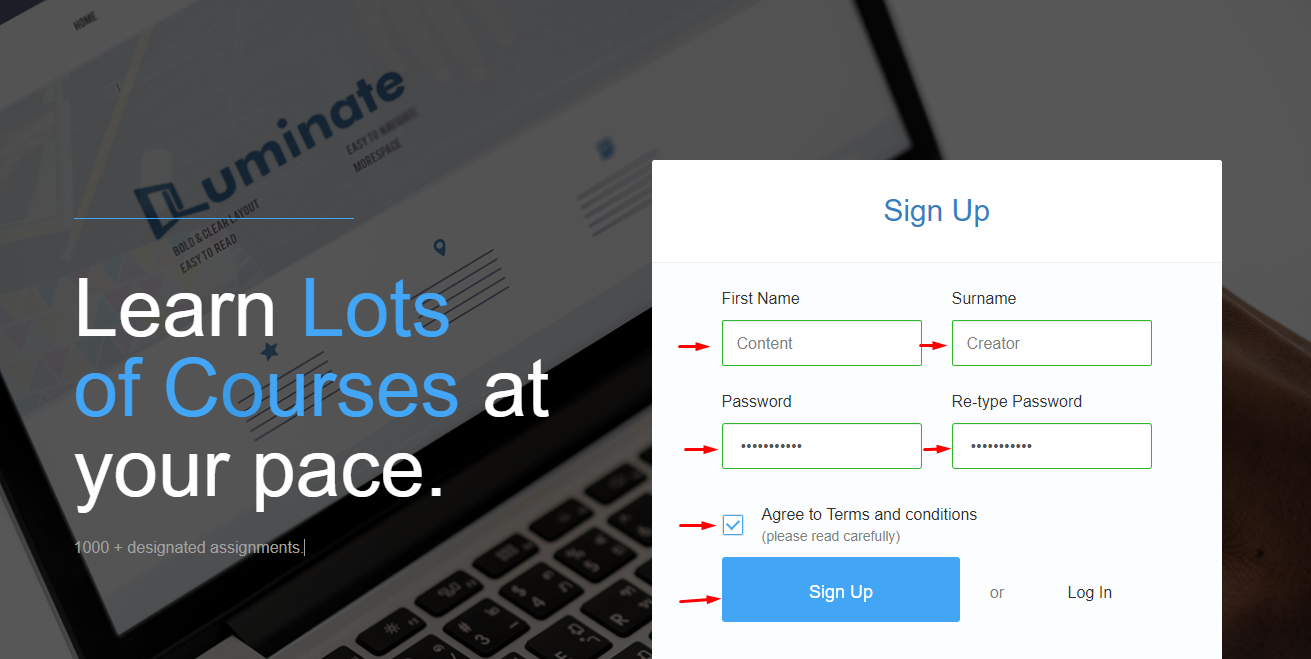 HOME
Luminate
EASY TO NAVIGATE
MORESPACE
BOLD & CLEAR LAYOUT
EASY TO READ
Learn Lots
of Courses at
your pace.
1000 + designated assignments.
Sign Up
First Name
Surname
Content
Creator
Password
Re-type Password
•••••••••••
•••••••••••
Agree to Terms and conditions
(please read carefully)
Sign Up
or
Log In